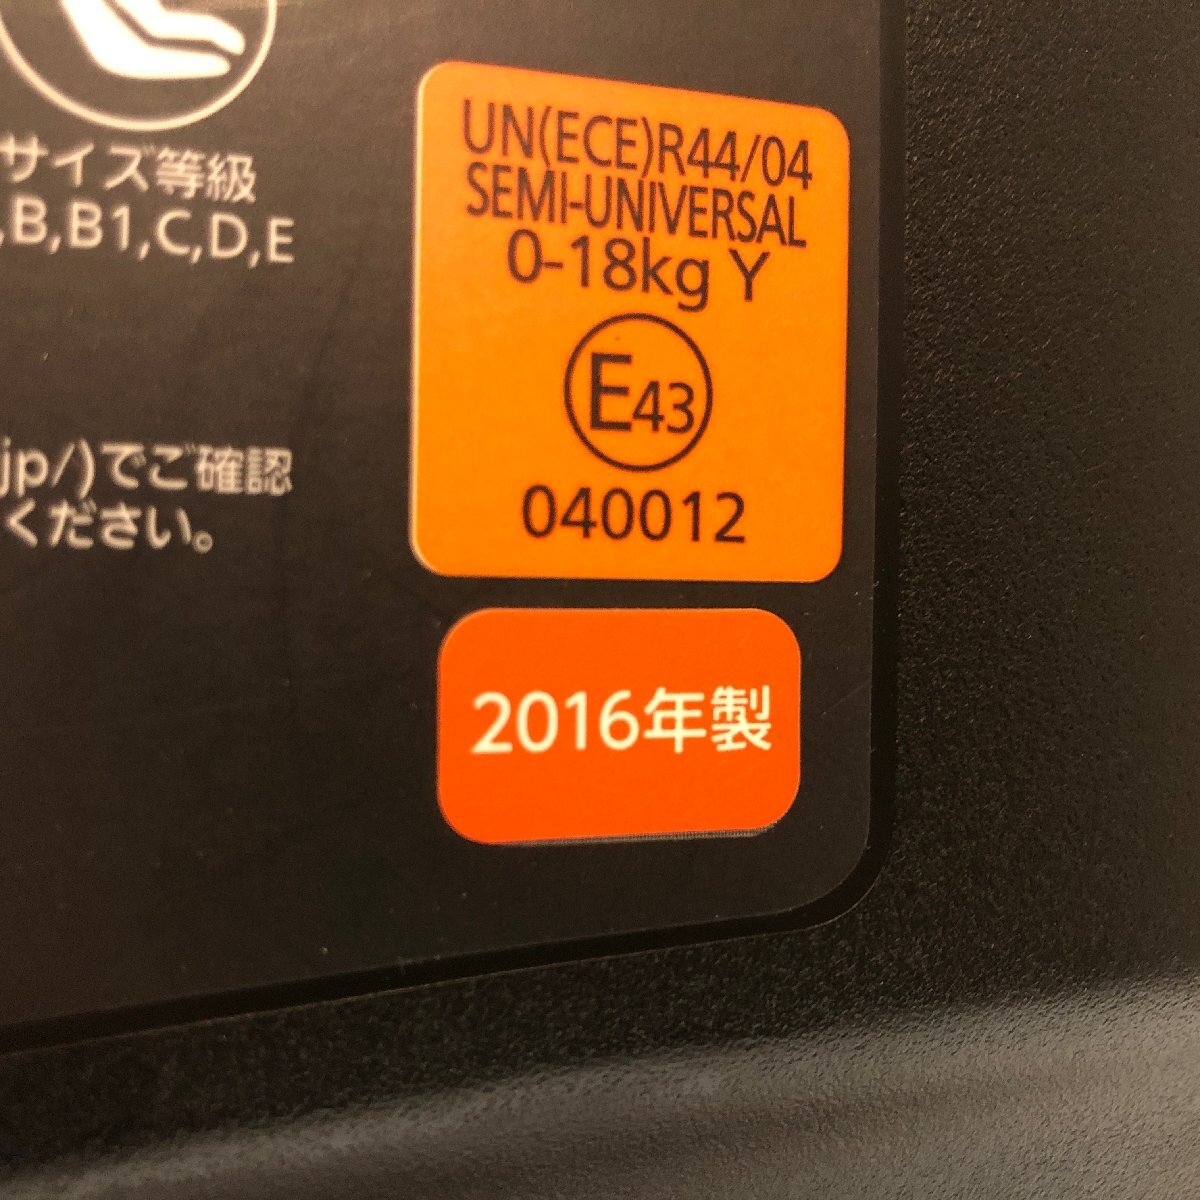 サイズ等級
,B,B1,C,D,E
jp/)でご確認
ください。
UN(ECE)R44/04
SEMI-UNIVERSAL
0-18kg Y
E43
040012
2016年製